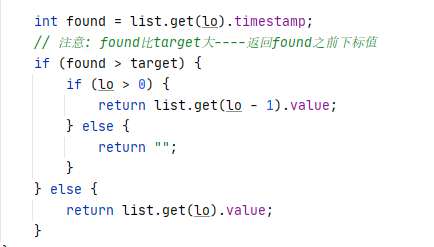 int found = list.get(lo).timestamp;
// 注意: found比target大----返回found之前下标值
if (found > target) {
if (lo > 0) {
return list.get(lo - 1).value;
} else {
return "";
}
} else {
return list.get(lo).value;
}